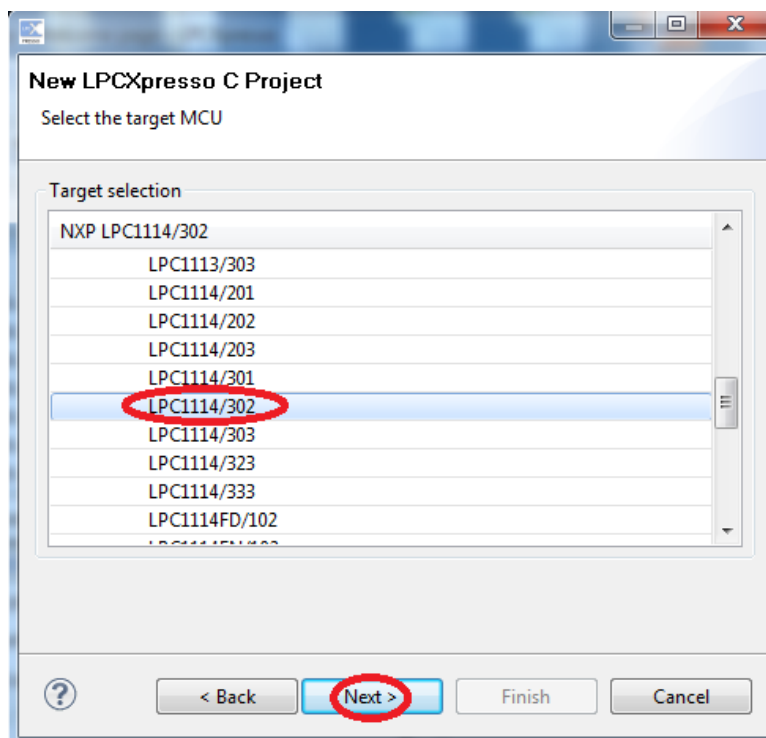 New LPCXpresso C Project
Select the target MCU
Target selection
NXP LPC1114/302
LPC1113/303
LPC1114/201
LPC1114/202
LPC1114/203
LPC1114/301
LPC1114/302
LPC1114/303
LPC1114/323
LPC1114/333
LPC1114FD/102
? < Back Next > Finish Cancel